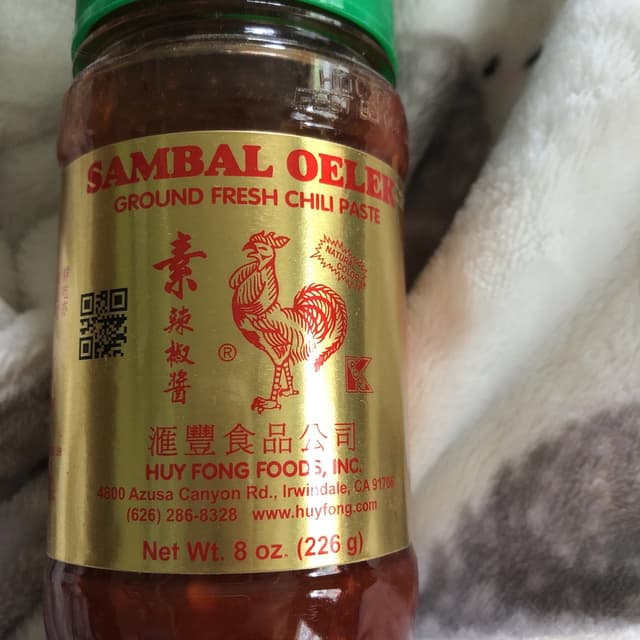 SAMBAL OELEK
GROUND FRESH CHILI PASTE
素
辣
椒
醬
®
K
滙豐食品公司
HUY FONG FOODS, INC.
4800 Azusa Canyon Rd., Irwindale, CA 91706
(626) 286-8328 www.huyfong.com
Net Wt. 8 oz. (226 g)